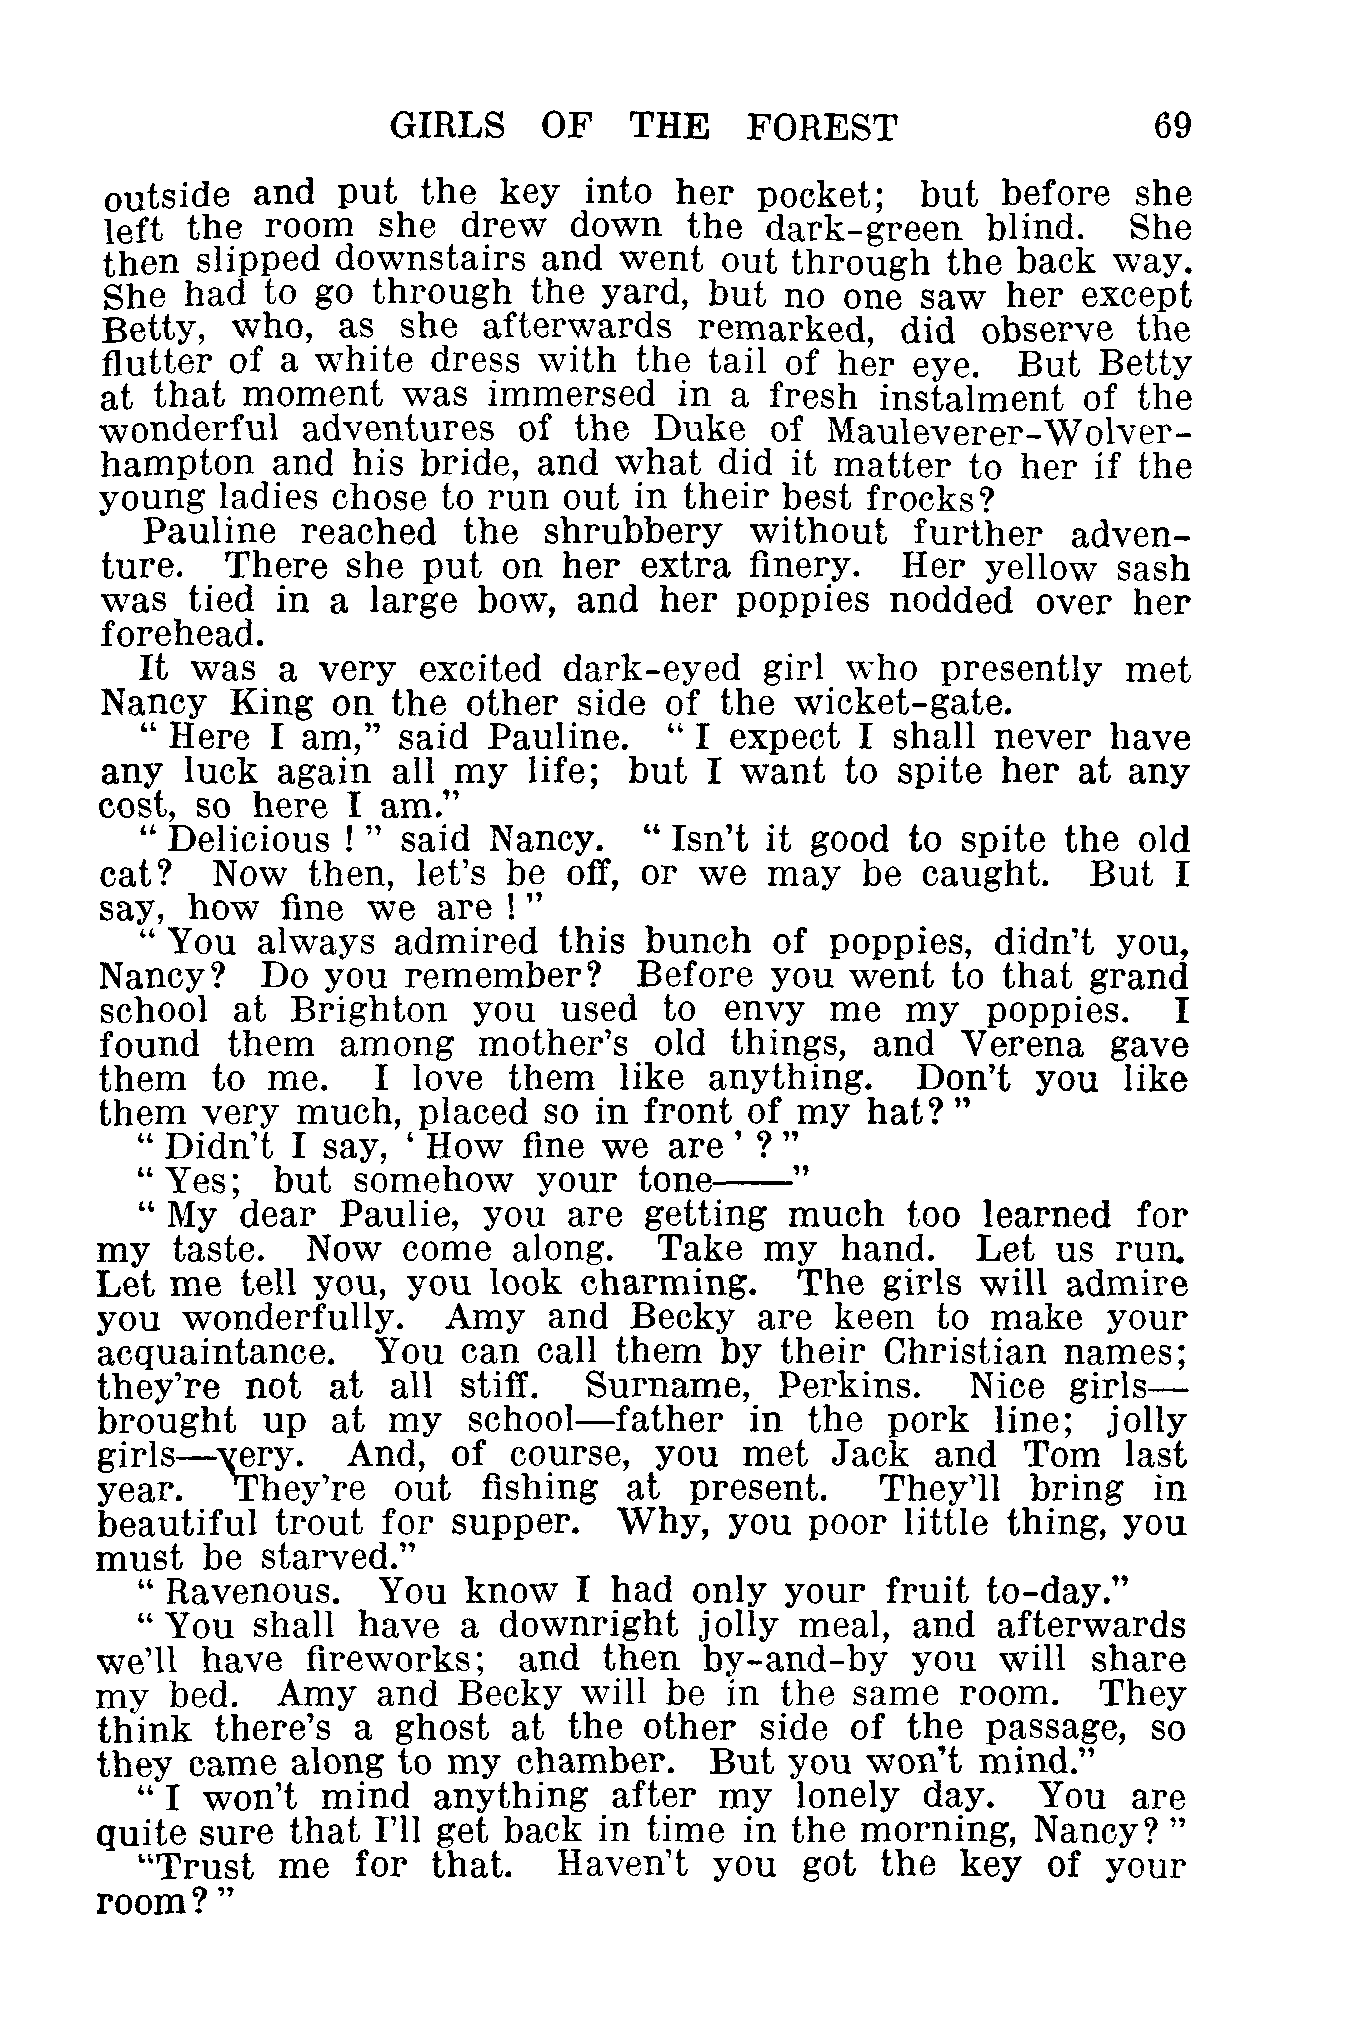 GIRLS OF THE FOREST 69
outside and put the key into her pocket; but before she
left the room she drew down the dark-green blind. She
then slipped downstairs and went out through the back way.
She had to go through the yard, but no one saw her except
Betty, who, as she afterwards remarked, did observe the
flutter of a white dress with the tail of her eye. But Betty
at that moment was immersed in a fresh instalment of the
wonderful adventures of the Duke of Mauleverer-Wolver-
hampton and his bride, and what did it matter to her if the
young ladies chose to run out in their best frocks?
Pauline reached the shrubbery without further adven-
ture. There she put on her extra finery. Her yellow sash
was tied in a large bow, and her poppies nodded over her
forehead.
It was a very excited dark-eyed girl who presently met
Nancy King on the other side of the wicket-gate.
“ Here I am,” said Pauline. “ I expect I shall never have
any luck again all my life; but I want to spite her at any
cost, so here I am.”
“ Delicious ! ” said Nancy. “ Isn’t it good to spite the old
cat? Now then, let’s be off, or we may be caught. But I
say, how fine we are ! ”
“ You always admired this bunch of poppies, didn’t you,
Nancy? Do you remember? Before you went to that grand
school at Brighton you used to envy me my poppies. I
found them among mother’s old things, and Verena gave
them to me. I love them like anything. Don’t you like
them very much, placed so in front of my hat? ”
“ Didn’t I say, ‘ How fine we are ’ ? ”
“ Yes; but somehow your tone——”
“ My dear Paulie, you are getting much too learned for
my taste. Now come along. Take my hand. Let us run.
Let me tell you, you look charming. The girls will admire
you wonderfully. Amy and Becky are keen to make your
acquaintance. You can call them by their Christian names;
they’re not at all stiff. Surname, Perkins. Nice girls—
brought up at my school—father in the pork line; jolly
girls—very. And, of course, you met Jack and Tom last
year. They’re out fishing at present. They’ll bring in
beautiful trout for supper. Why, you poor little thing, you
must be starved.”
“ Ravenous. You know I had only your fruit to-day.”
“ You shall have a downright jolly meal, and afterwards
we’ll have fireworks; and then by-and-by you will share
my bed. Amy and Becky will be in the same room. They
think there’s a ghost at the other side of the passage, so
they came along to my chamber. But you won’t mind.”
“ I won’t mind anything after my lonely day. You are
quite sure that I’ll get back in time in the morning, Nancy? ”
“Trust me for that. Haven’t you got the key of your
room? ”